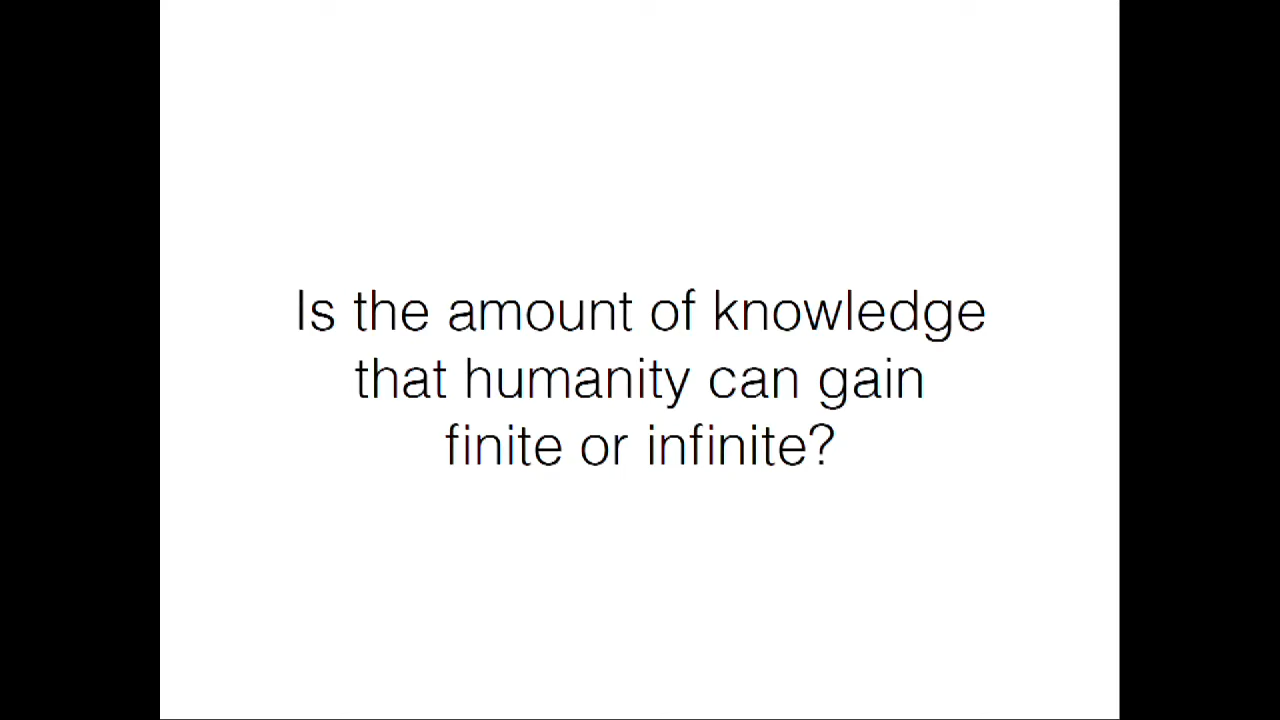 Is the amount of knowledge
that humanity can gain
finite or infinite?